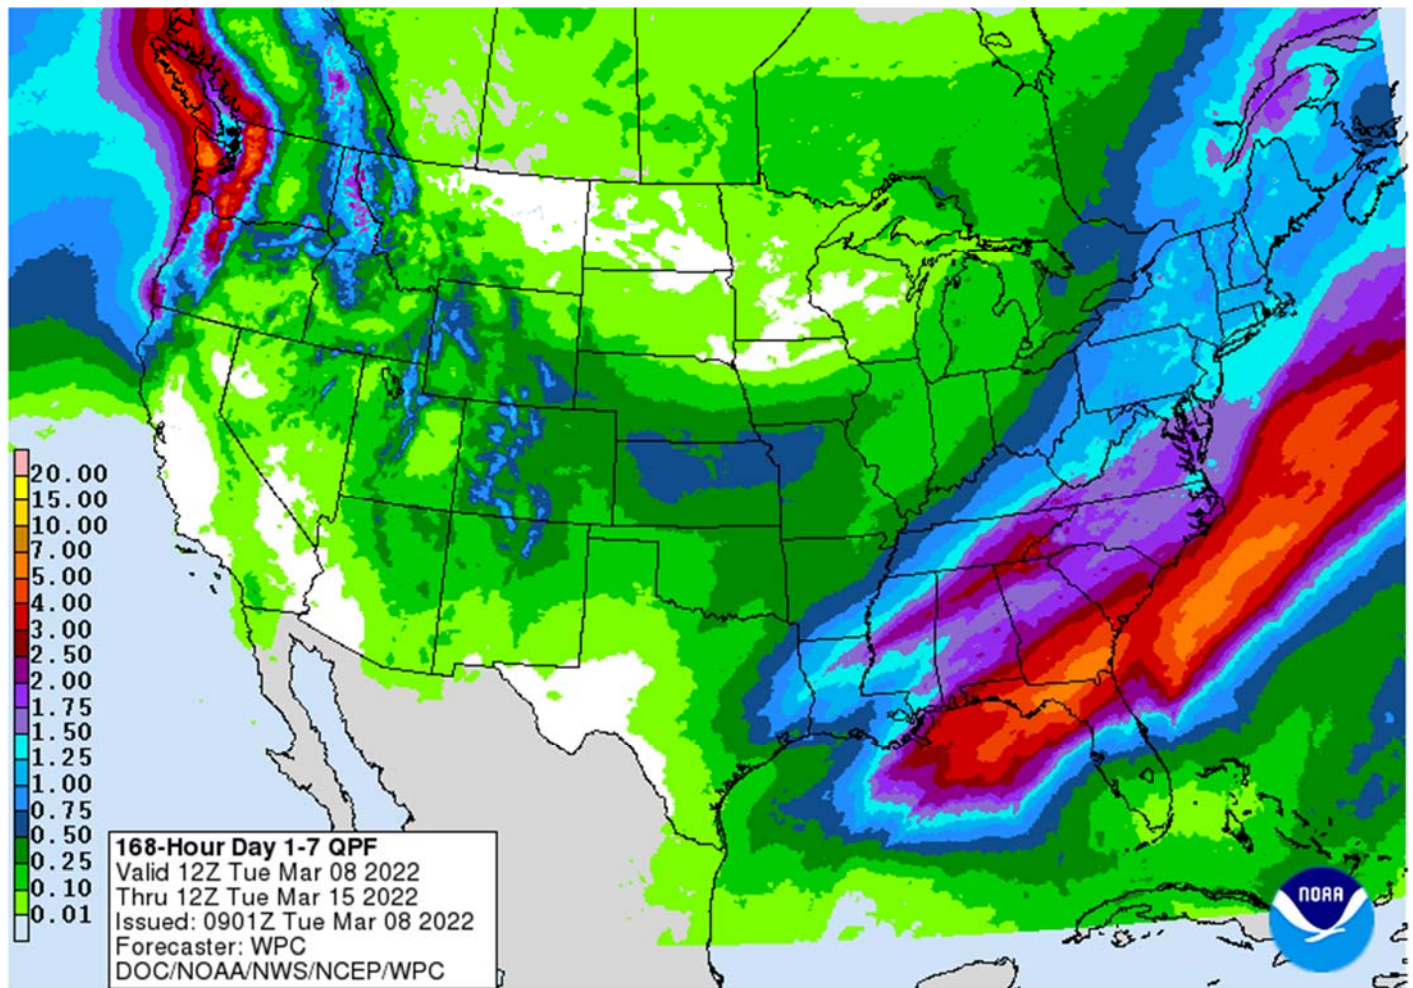 20.00
15.00
10.00
7.00
5.00
4.00
3.00
2.50
2.00
1.75
1.50
1.25
1.00
0.75
0.50
0.25
0.10
0.01
168-Hour Day 1-7 QPF
Valid 12Z Tue Mar 08 2022
Thru 12Z Tue Mar 15 2022
Issued: 0901Z Tue Mar 08 2022
Forecaster: WPC
DOC/NOAA/NWS/NCEP/WPC
NOAA